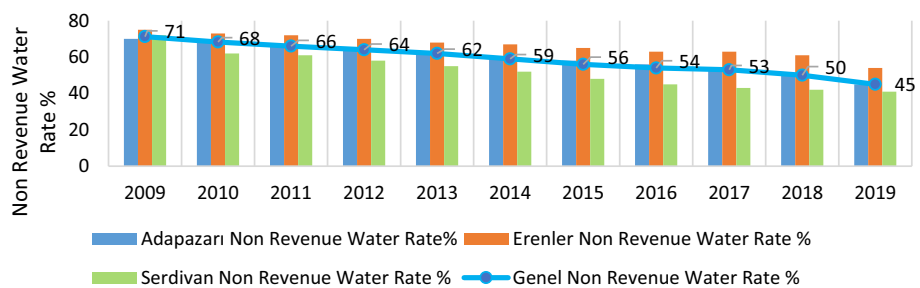 Non Revenue Water
Rate %
80
60
40
20
0
71
68
66
64
62
59
56
54
53
50
45
2009 2010 2011 2012 2013 2014 2015 2016 2017 2018 2019
Adapazarı Non Revenue Water Rate%
Erenler Non Revenue Water Rate %
Serdivan Non Revenue Water Rate %
Genel Non Revenue Water Rate %